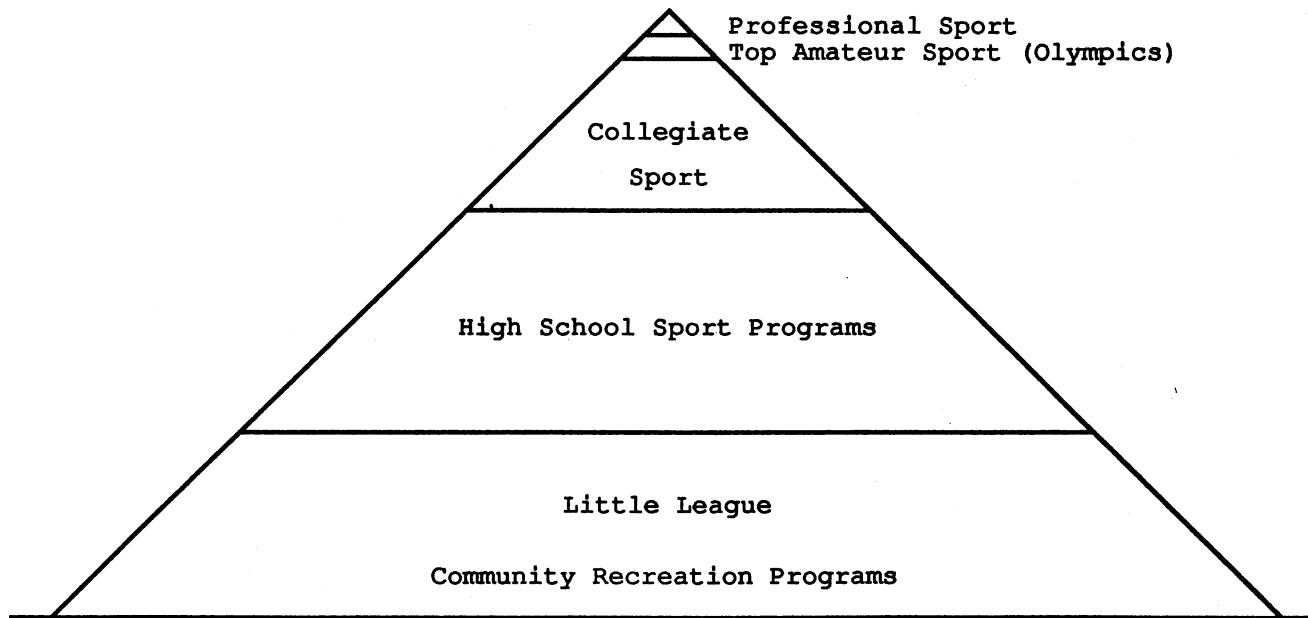 Professional Sport
Top Amateur Sport (Olympics)
Collegiate
Sport
High School Sport Programs
Little League
Community Recreation Programs